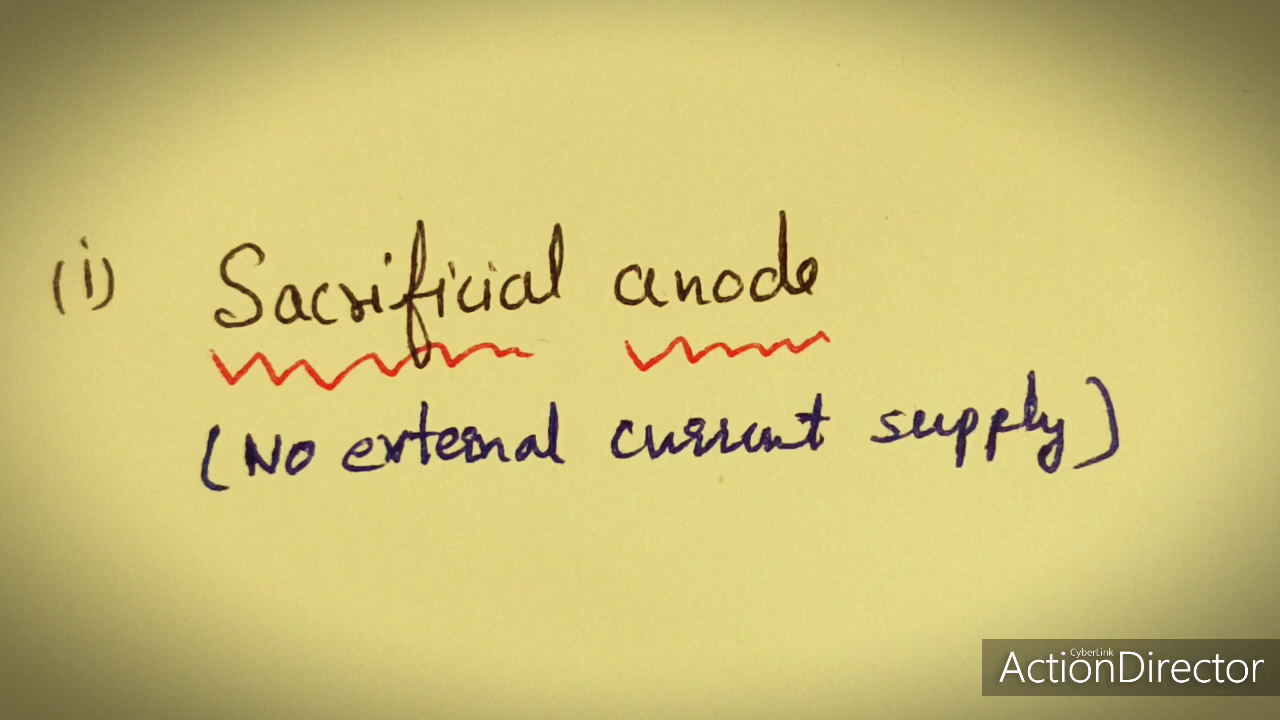 (i) Sacrificial anode
(No external current supply)
CyberLink
ActionDirector